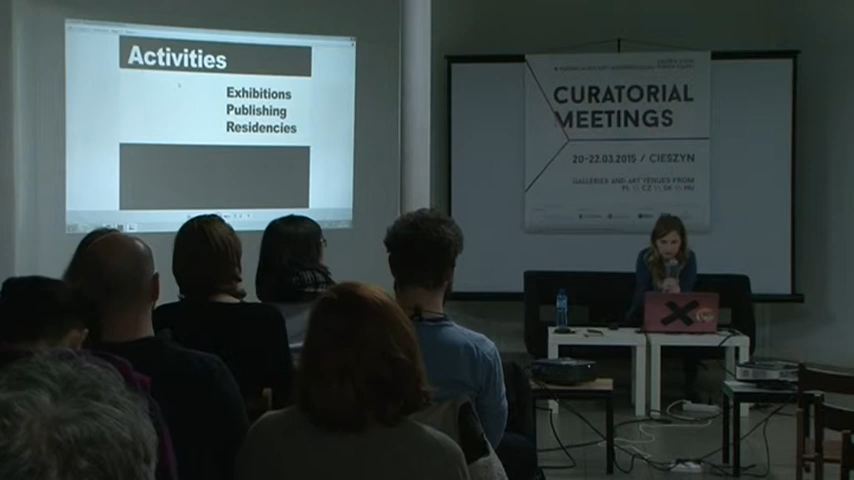 Activities
Exhibitions
Publishing
Residencies
CURATORIAL
MEETINGS
20-22.03.2015 / CIESZYN
GALLERIES AND ART VENUES FROM